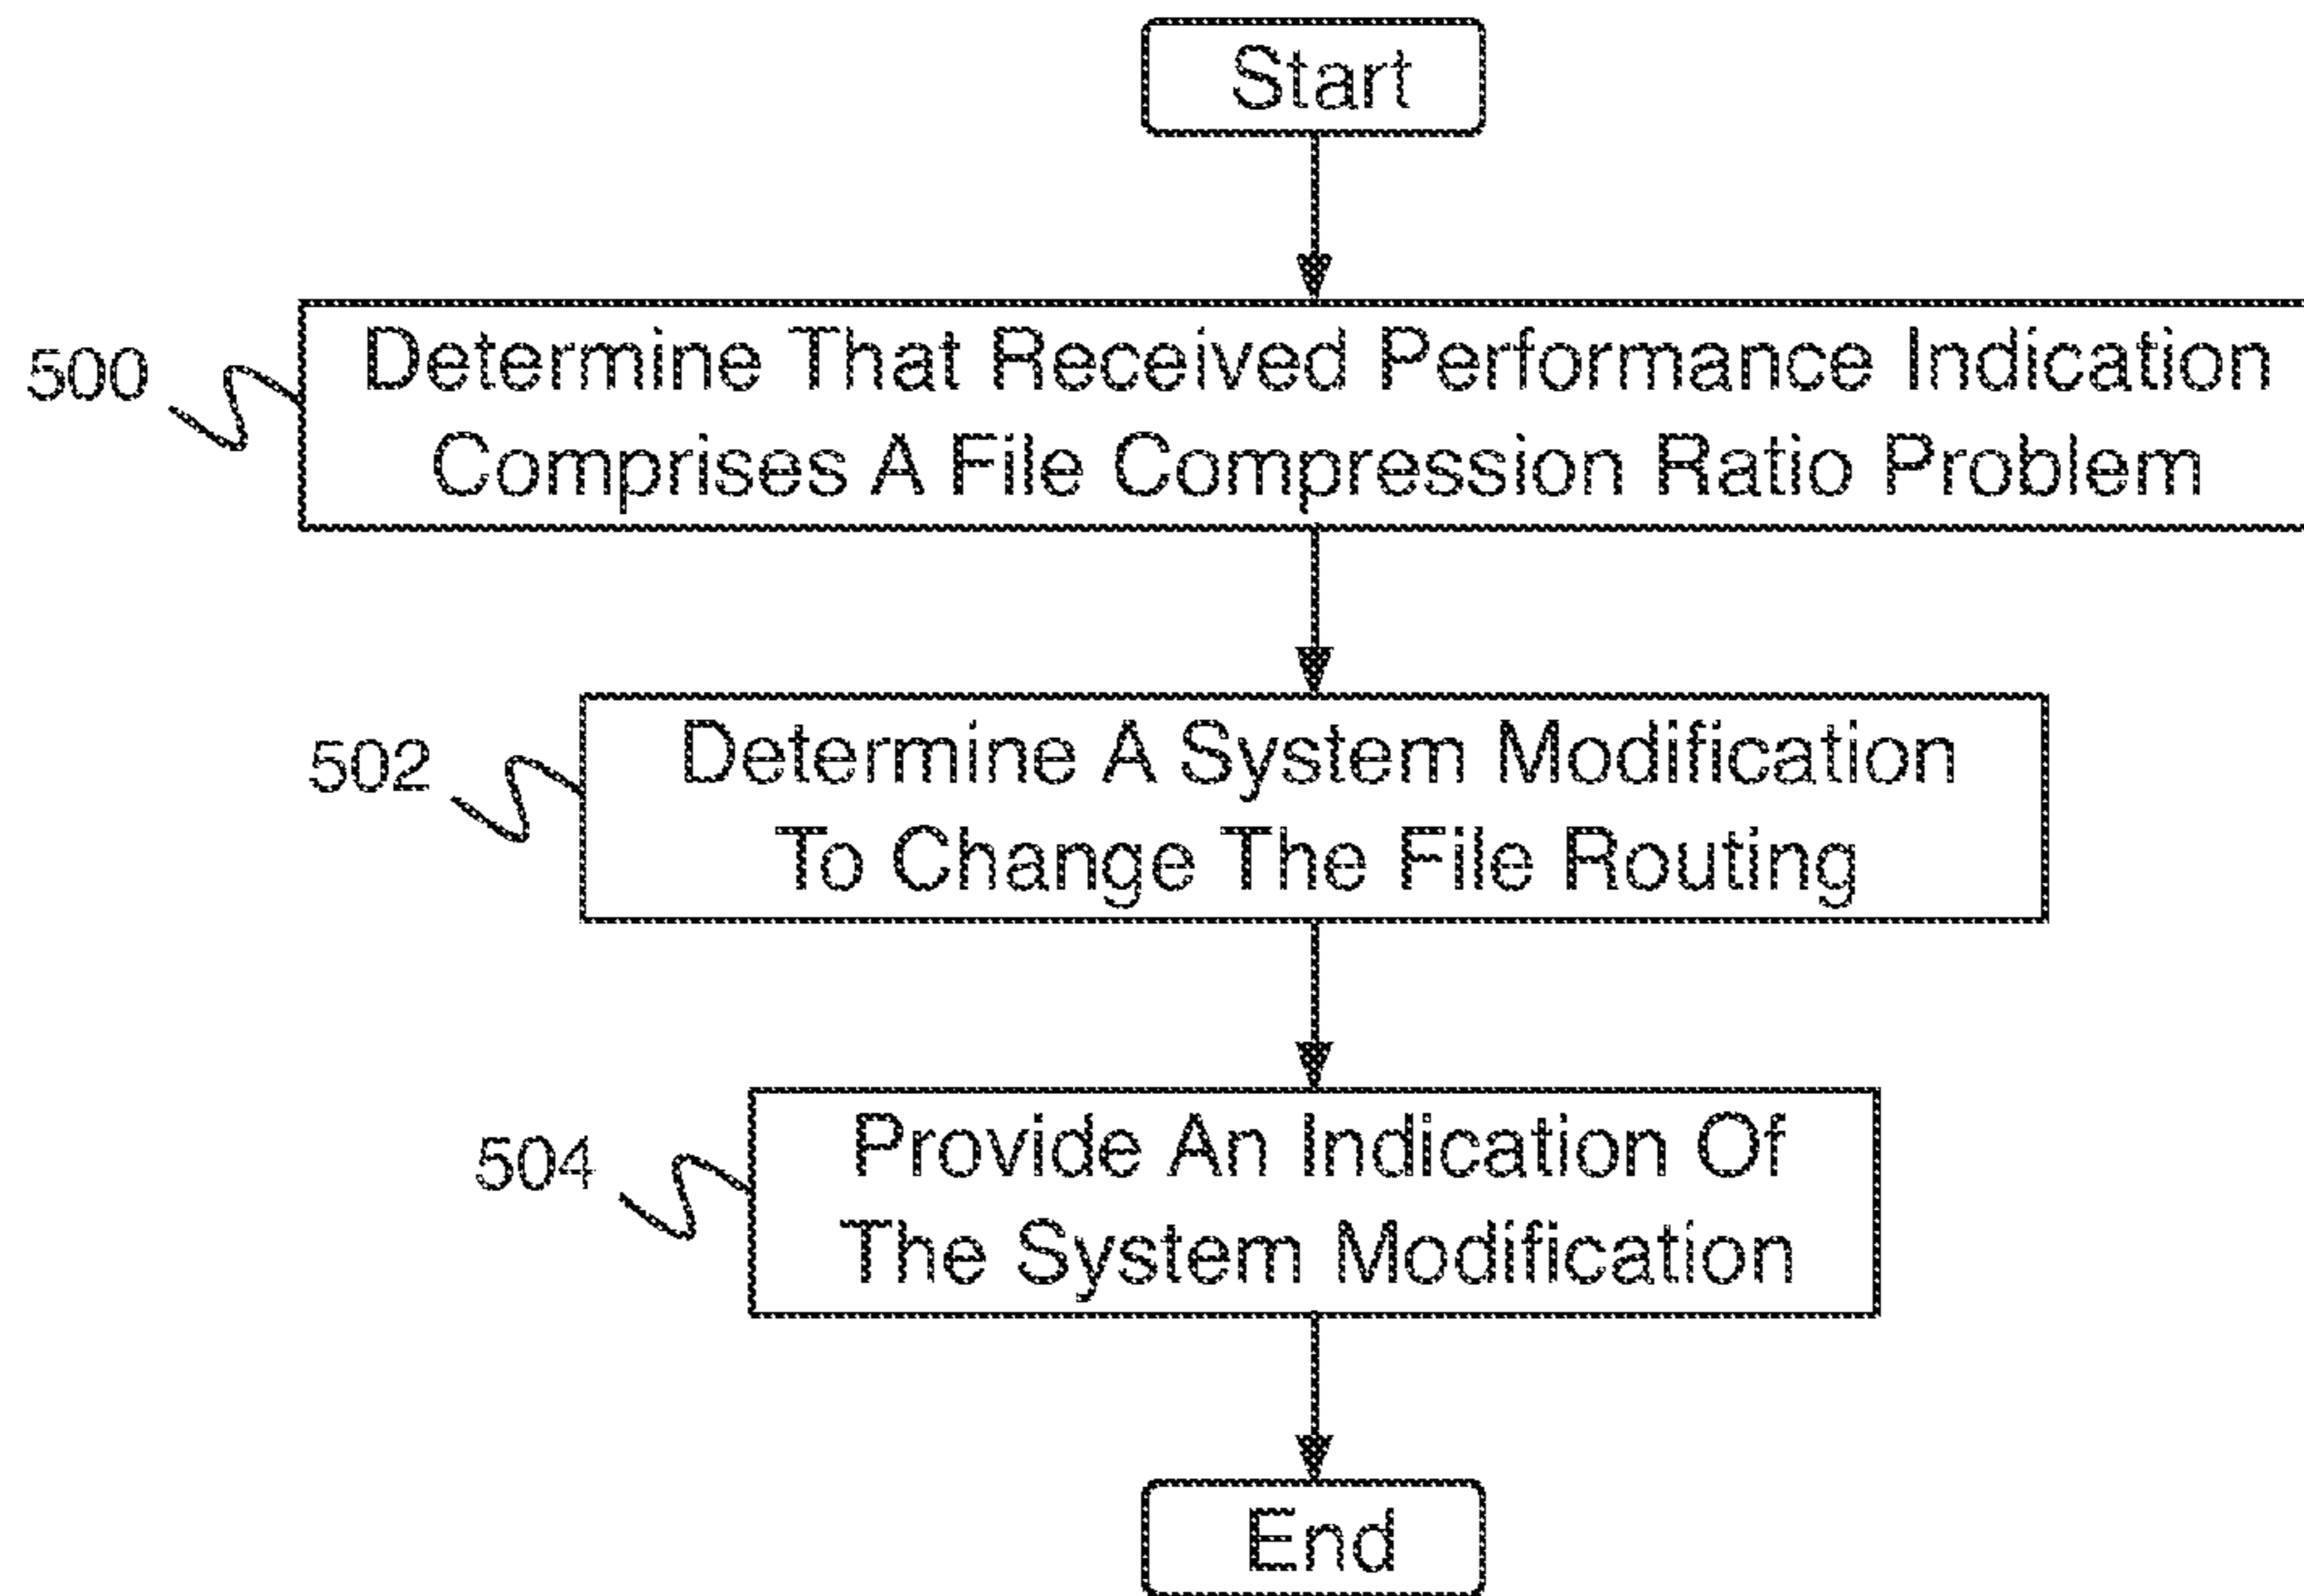 Start
500
Determine That Received Performance Indication
Comprises A File Compression Ratio Problem
502
Determine A System Modification
To Change The File Routing
504
Provide An Indication Of
The System Modification
End